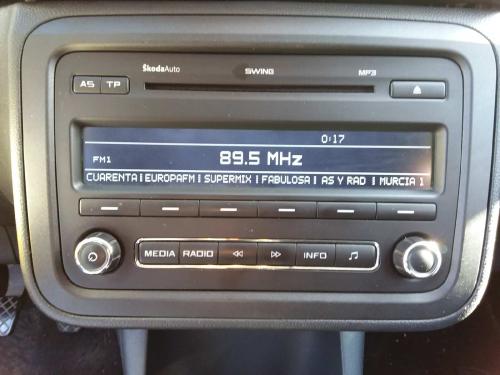 ŠkodaAuto SWING MP3
AS TP
0:17
FM1 89.5 MHz
CUARENTA | EUROPAFM | SUPERMIX | FABULOSA | AS Y RAD | MURCIA 1
MEDIA RADIO INFO